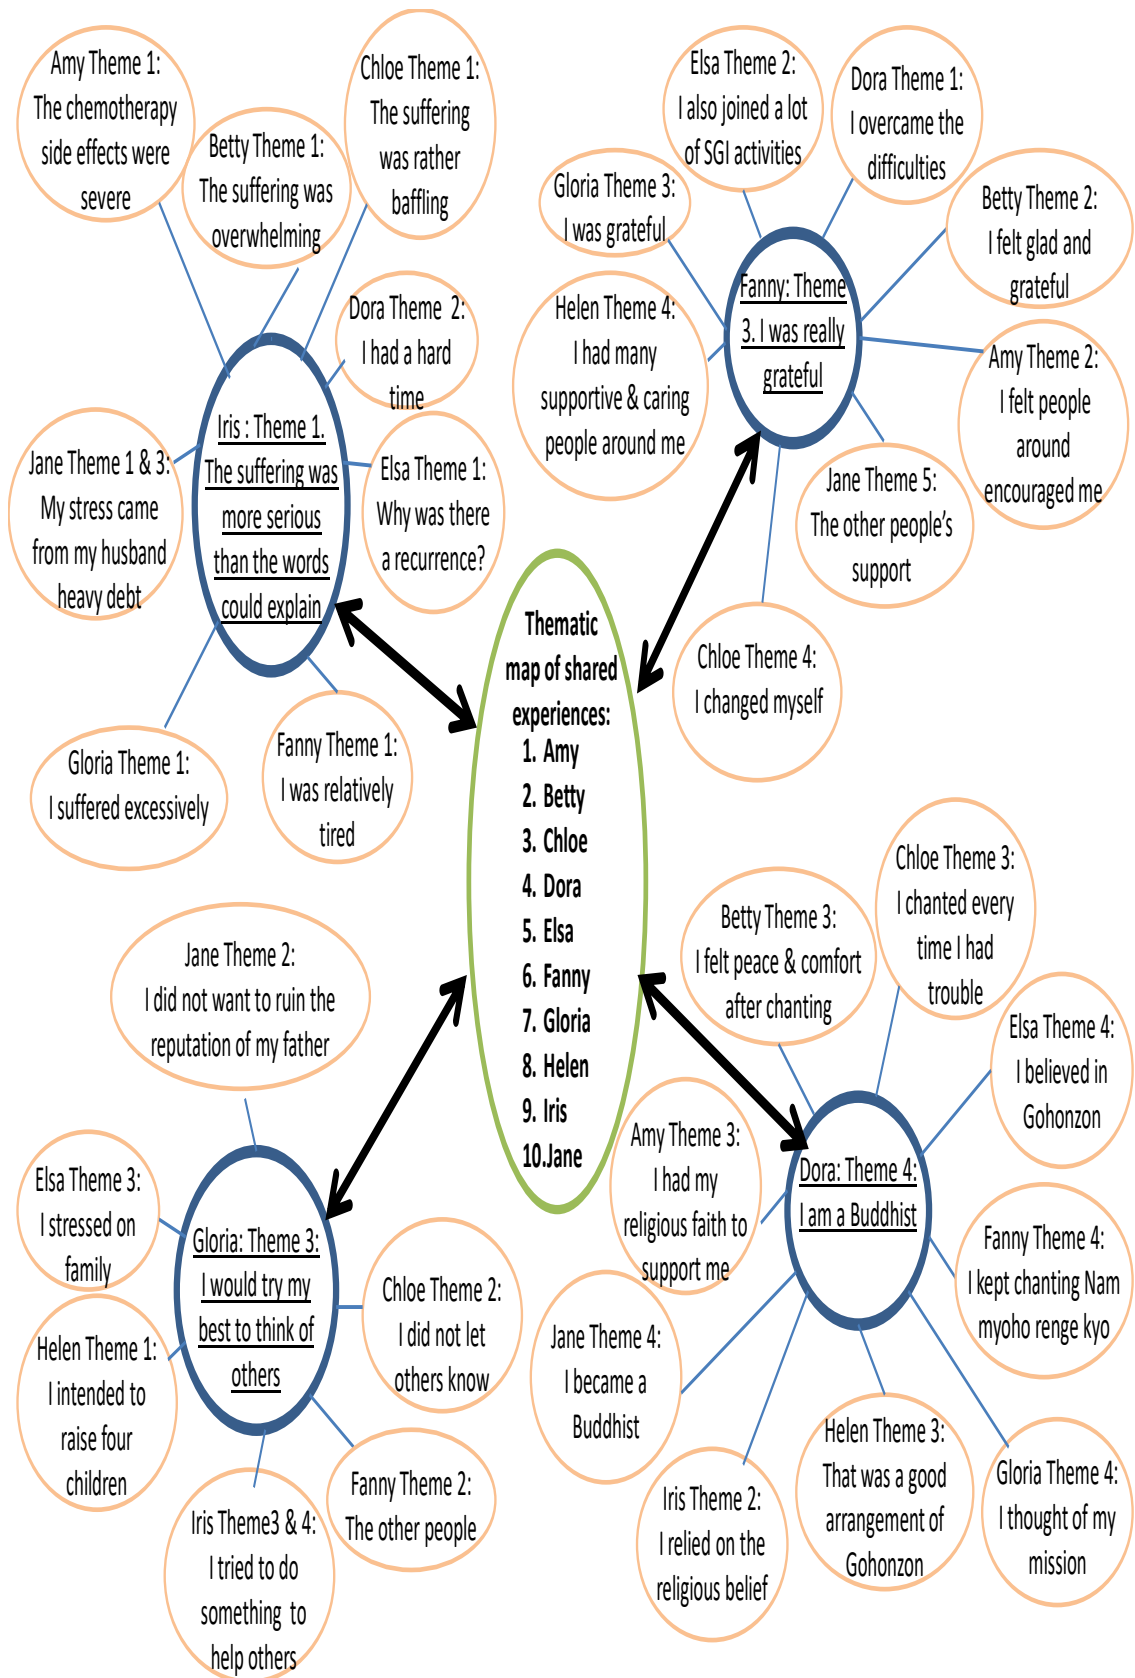 Amy Theme 1:
The chemotherapy
side effects were
severe
Betty Theme 1:
The suffering was
overwhelming
Chloe Theme 1:
The suffering
was rather
baffling
Dora Theme  2:
I had a hard
time
Iris : Theme 1.
The suffering was
more serious
than the words
could explain
Jane Theme 1 & 3:
My stress came
from my husband
heavy debt
Elsa Theme 1:
Why was there
a recurrence?
Gloria Theme 1:
I suffered excessively
Fanny Theme 1:
I was relatively
tired
Elsa Theme 2:
I also joined a lot
of SGI activities
Dora Theme 1:
I overcame the
difficulties
Gloria Theme 3:
I was grateful
Betty Theme 2:
I felt glad and
grateful
Fanny: Theme
3. I was really
grateful
Helen Theme 4:
I had many
supportive & caring
people around me
Amy Theme 2:
I felt people
around
encouraged me
Jane Theme 5:
The other people’s
support
Chloe Theme 4:
I changed myself
Thematic
map of shared
experiences:
1. Amy
2. Betty
3. Chloe
4. Dora
5. Elsa
6. Fanny
7. Gloria
8. Helen
9. Iris
10.Jane
Jane Theme 2:
I did not want to ruin the
reputation of my father
Elsa Theme 3:
I stressed on
family
Gloria: Theme 3:
I would try my
best to think of
others
Helen Theme 1:
I intended to
raise four
children
Chloe Theme 2:
I did not let
others know
Fanny Theme 2:
The other people
Iris Theme3 & 4:
I tried to do
something  to
help others
Betty Theme 3:
I felt peace & comfort
after chanting
Chloe Theme 3:
I chanted every
time I had
trouble
Elsa Theme 4:
I believed in
Gohonzon
Amy Theme 3:
I had my
religious faith to
support me
Dora: Theme 4:
I am a Buddhist
Fanny Theme 4:
I kept chanting Nam
myoho renge kyo
Jane Theme 4:
I became a
Buddhist
Iris Theme 2:
I relied on the
religious belief
Helen Theme 3:
That was a good
arrangement of
Gohonzon
Gloria Theme 4:
I thought of my
mission